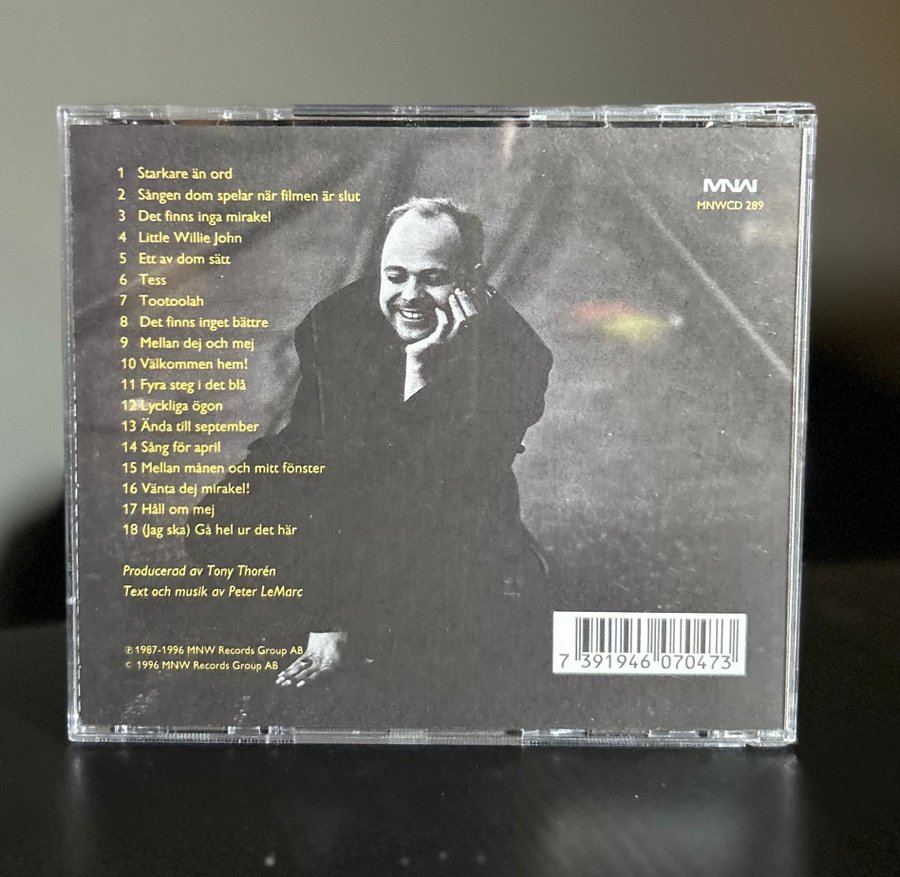 1 Starkare än ord
2 Sången dom spelar när filmen är slut
3 Det finns inga mirakel
4 Little Willie John
5 Ett av dom sätt
6 Tess
7 Tootoolah
8 Det finns inget bättre
9 Mellan dej och mej
10 Välkommen hem!
11 Fyra steg i det blå
12 Lyckliga ögon
13 Ända till september
14 Sång för april
15 Mellan månen och mitt fönster
16 Vänta dej mirakel!
17 Håll om mej
18 (Jag ska) Gå hel ur det här
Producerad av Tony Thorén
Text och musik av Peter LeMarc
℗ 1987-1996 MNW Records Group AB
© 1996 MNW Records Group AB
MNW
MNWCD 289
7 391946 070473